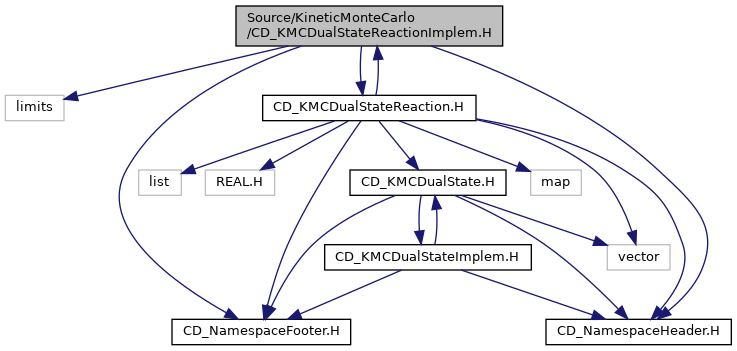 Source/KineticMonteCarlo
/CD_KMCDualStateReactionImplem.H
limits
CD_KMCDualStateReaction.H
list
REAL.H
CD_KMCDualState.H
map
CD_KMCDualStateImplem.H
vector
CD_NamespaceFooter.H
CD_NamespaceHeader.H